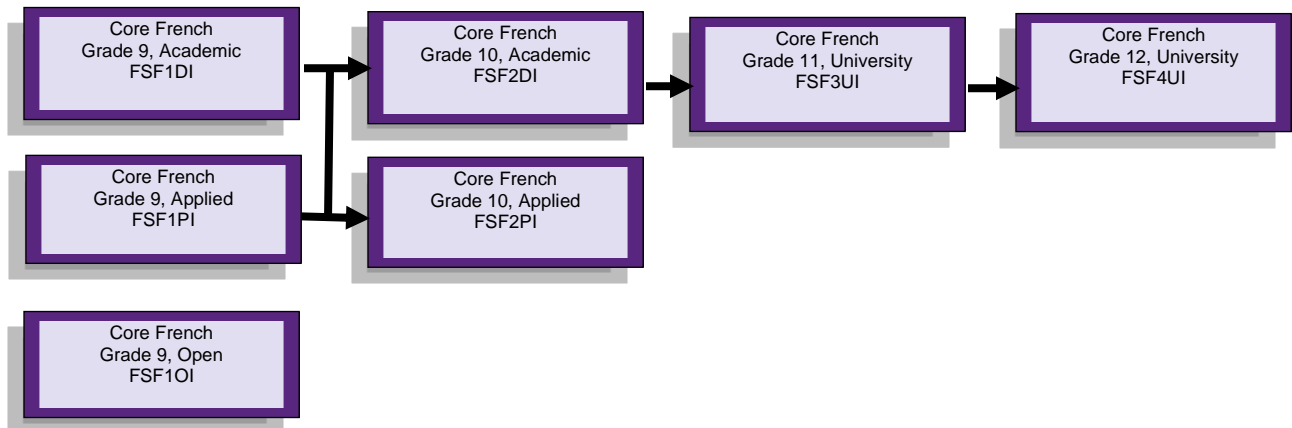 Core French
Grade 9, Academic
FSF1DI
Core French
Grade 10, Academic
FSF2DI
Core French
Grade 11, University
FSF3UI
Core French
Grade 12, University
FSF4UI
Core French
Grade 9, Applied
FSF1PI
Core French
Grade 10, Applied
FSF2PI
Core French
Grade 9, Open
FSF1OI